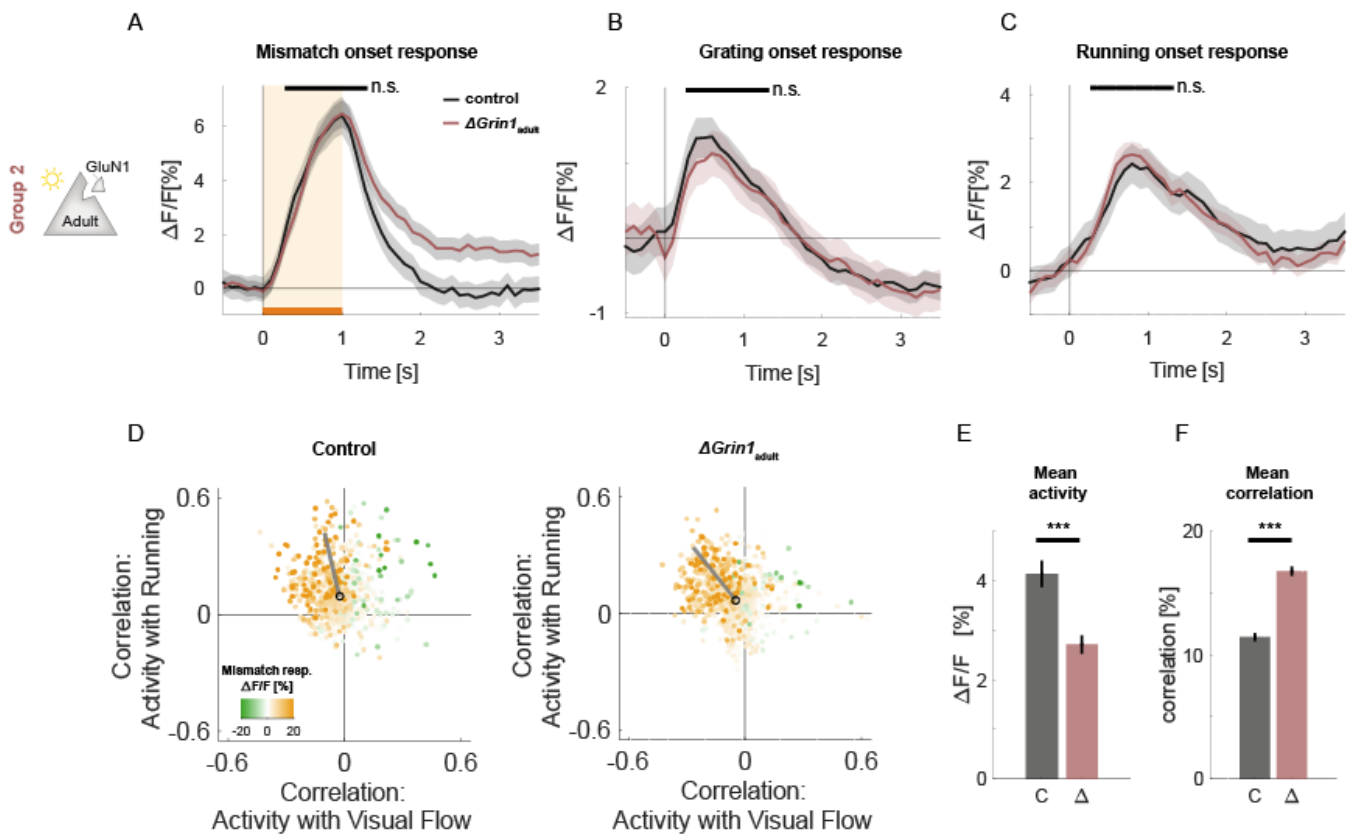 Group 2
GluN1
Adult
A
Mismatch onset response
n.s.
control
ΔGrin1adult
6
4
2
0
ΔF/F[%]
0
1
2
3
Time [s]
B
Grating onset response
n.s.
2
-1
ΔF/F[%]
0
1
2
3
Time [s]
C
Running onset response
n.s.
4
2
0
ΔF/F[%]
0
1
2
3
Time [s]
D
Control
0.6
0
-0.6
Correlation:
Activity with Running
Mismatch resp.
ΔF/F [%]
-20
0
20
-0.6
0
0.6
Correlation:
Activity with Visual Flow
ΔGrin1adult
0.6
0
-0.6
Correlation:
Activity with Running
-0.6
0
0.6
Correlation:
Activity with Visual Flow
E
Mean
activity
***
4
2
0
ΔF/F [%]
C
Δ
F
Mean
correlation
***
20
10
0
correlation [%]
C
Δ